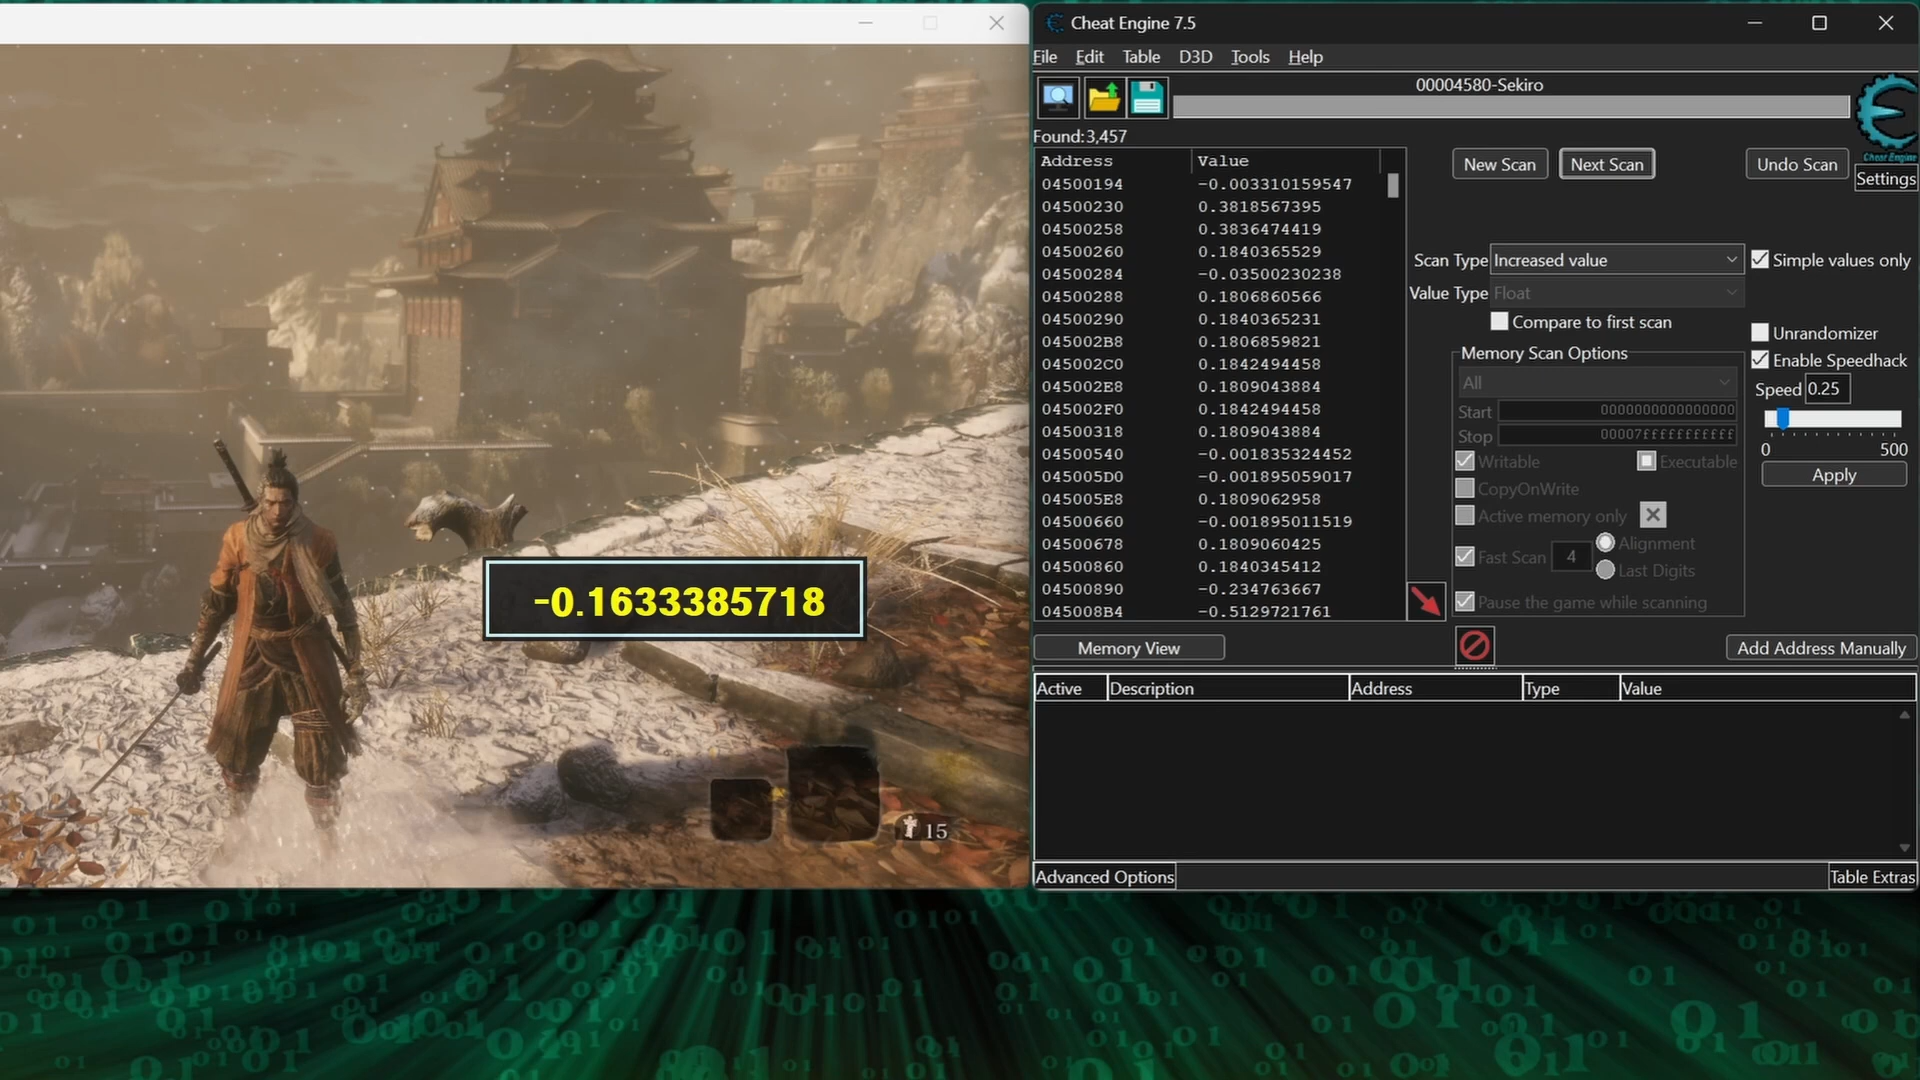 Cheat Engine 7.5
File Edit Table D3D Tools Help
00004580-Sekiro
Found:3,457
Cheat Engine
Settings
Address Value
04500194 -0.003310159547
04500230 0.3818567395
04500258 0.3836474419
04500260 0.1840365529
04500284 -0.03500230238
04500288 0.1806860566
04500290 0.1840365231
045002B8 0.1806859821
045002C0 0.1842494458
045002E8 0.1809043884
045002F0 0.1842494458
04500318 0.1809043884
04500540 -0.001835324452
045005D0 -0.001895059017
045005E8 0.1809062958
04500660 -0.001895011519
04500678 0.1809060425
04500860 0.1840345412
04500890 -0.234763667
045008B4 -0.5129721761
New Scan Next Scan Undo Scan
Scan Type Increased value Simple values only
Value Type Float
Compare to first scan
Unrandomizer
Memory Scan Options
Enable Speedhack
All
Speed 0.25
Start 0000000000000000
Stop 00007fffffffffff
0 500
Writable Executable
Apply
CopyOnWrite
Active memory only
Fast Scan 4 Alignment
Last Digits
Pause the game while scanning
-0.1633385718
15
Memory View Add Address Manually
Active Description Address Type Value
Advanced Options Table Extras